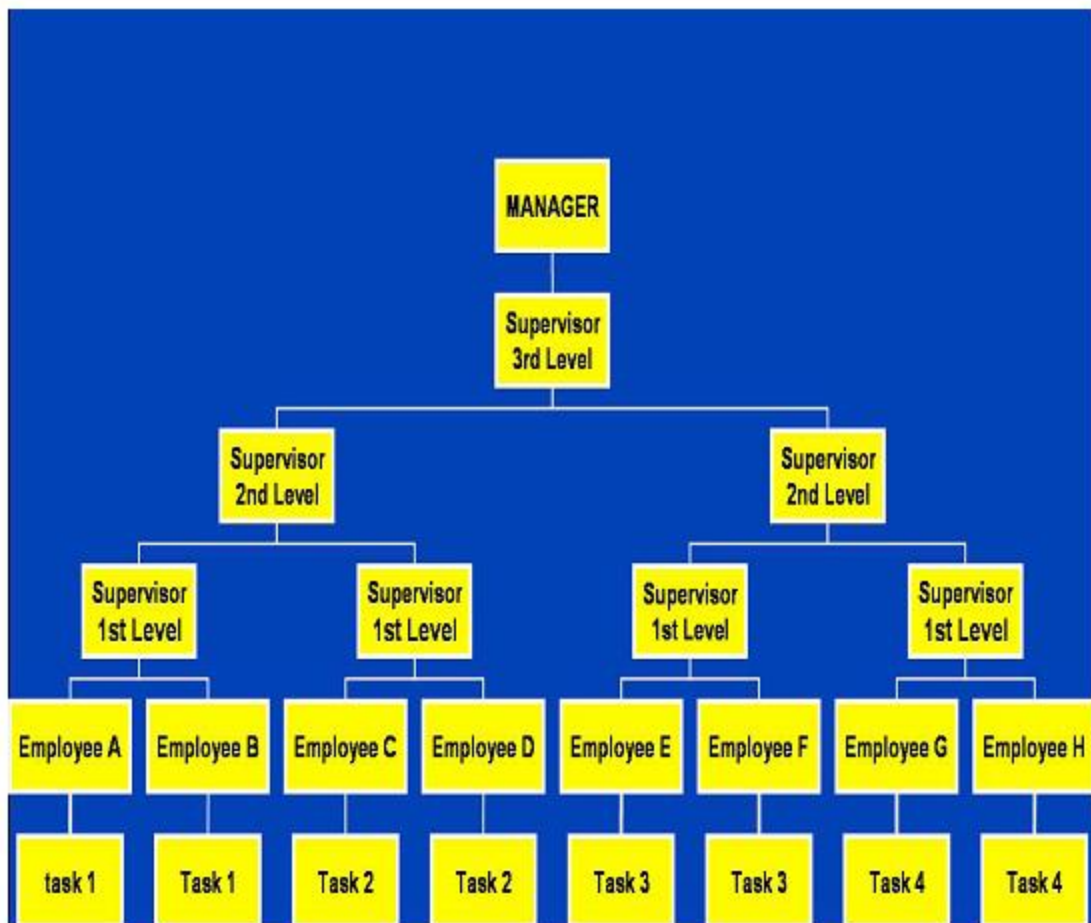 MANAGER
Supervisor
3rd Level
Supervisor
2nd Level
Supervisor
2nd Level
Supervisor
1st Level
Supervisor
1st Level
Supervisor
1st Level
Supervisor
1st Level
Employee A
Employee B
Employee C
Employee D
Employee E
Employee F
Employee G
Employee H
task 1
Task 1
Task 2
Task 2
Task 3
Task 3
Task 4
Task 4